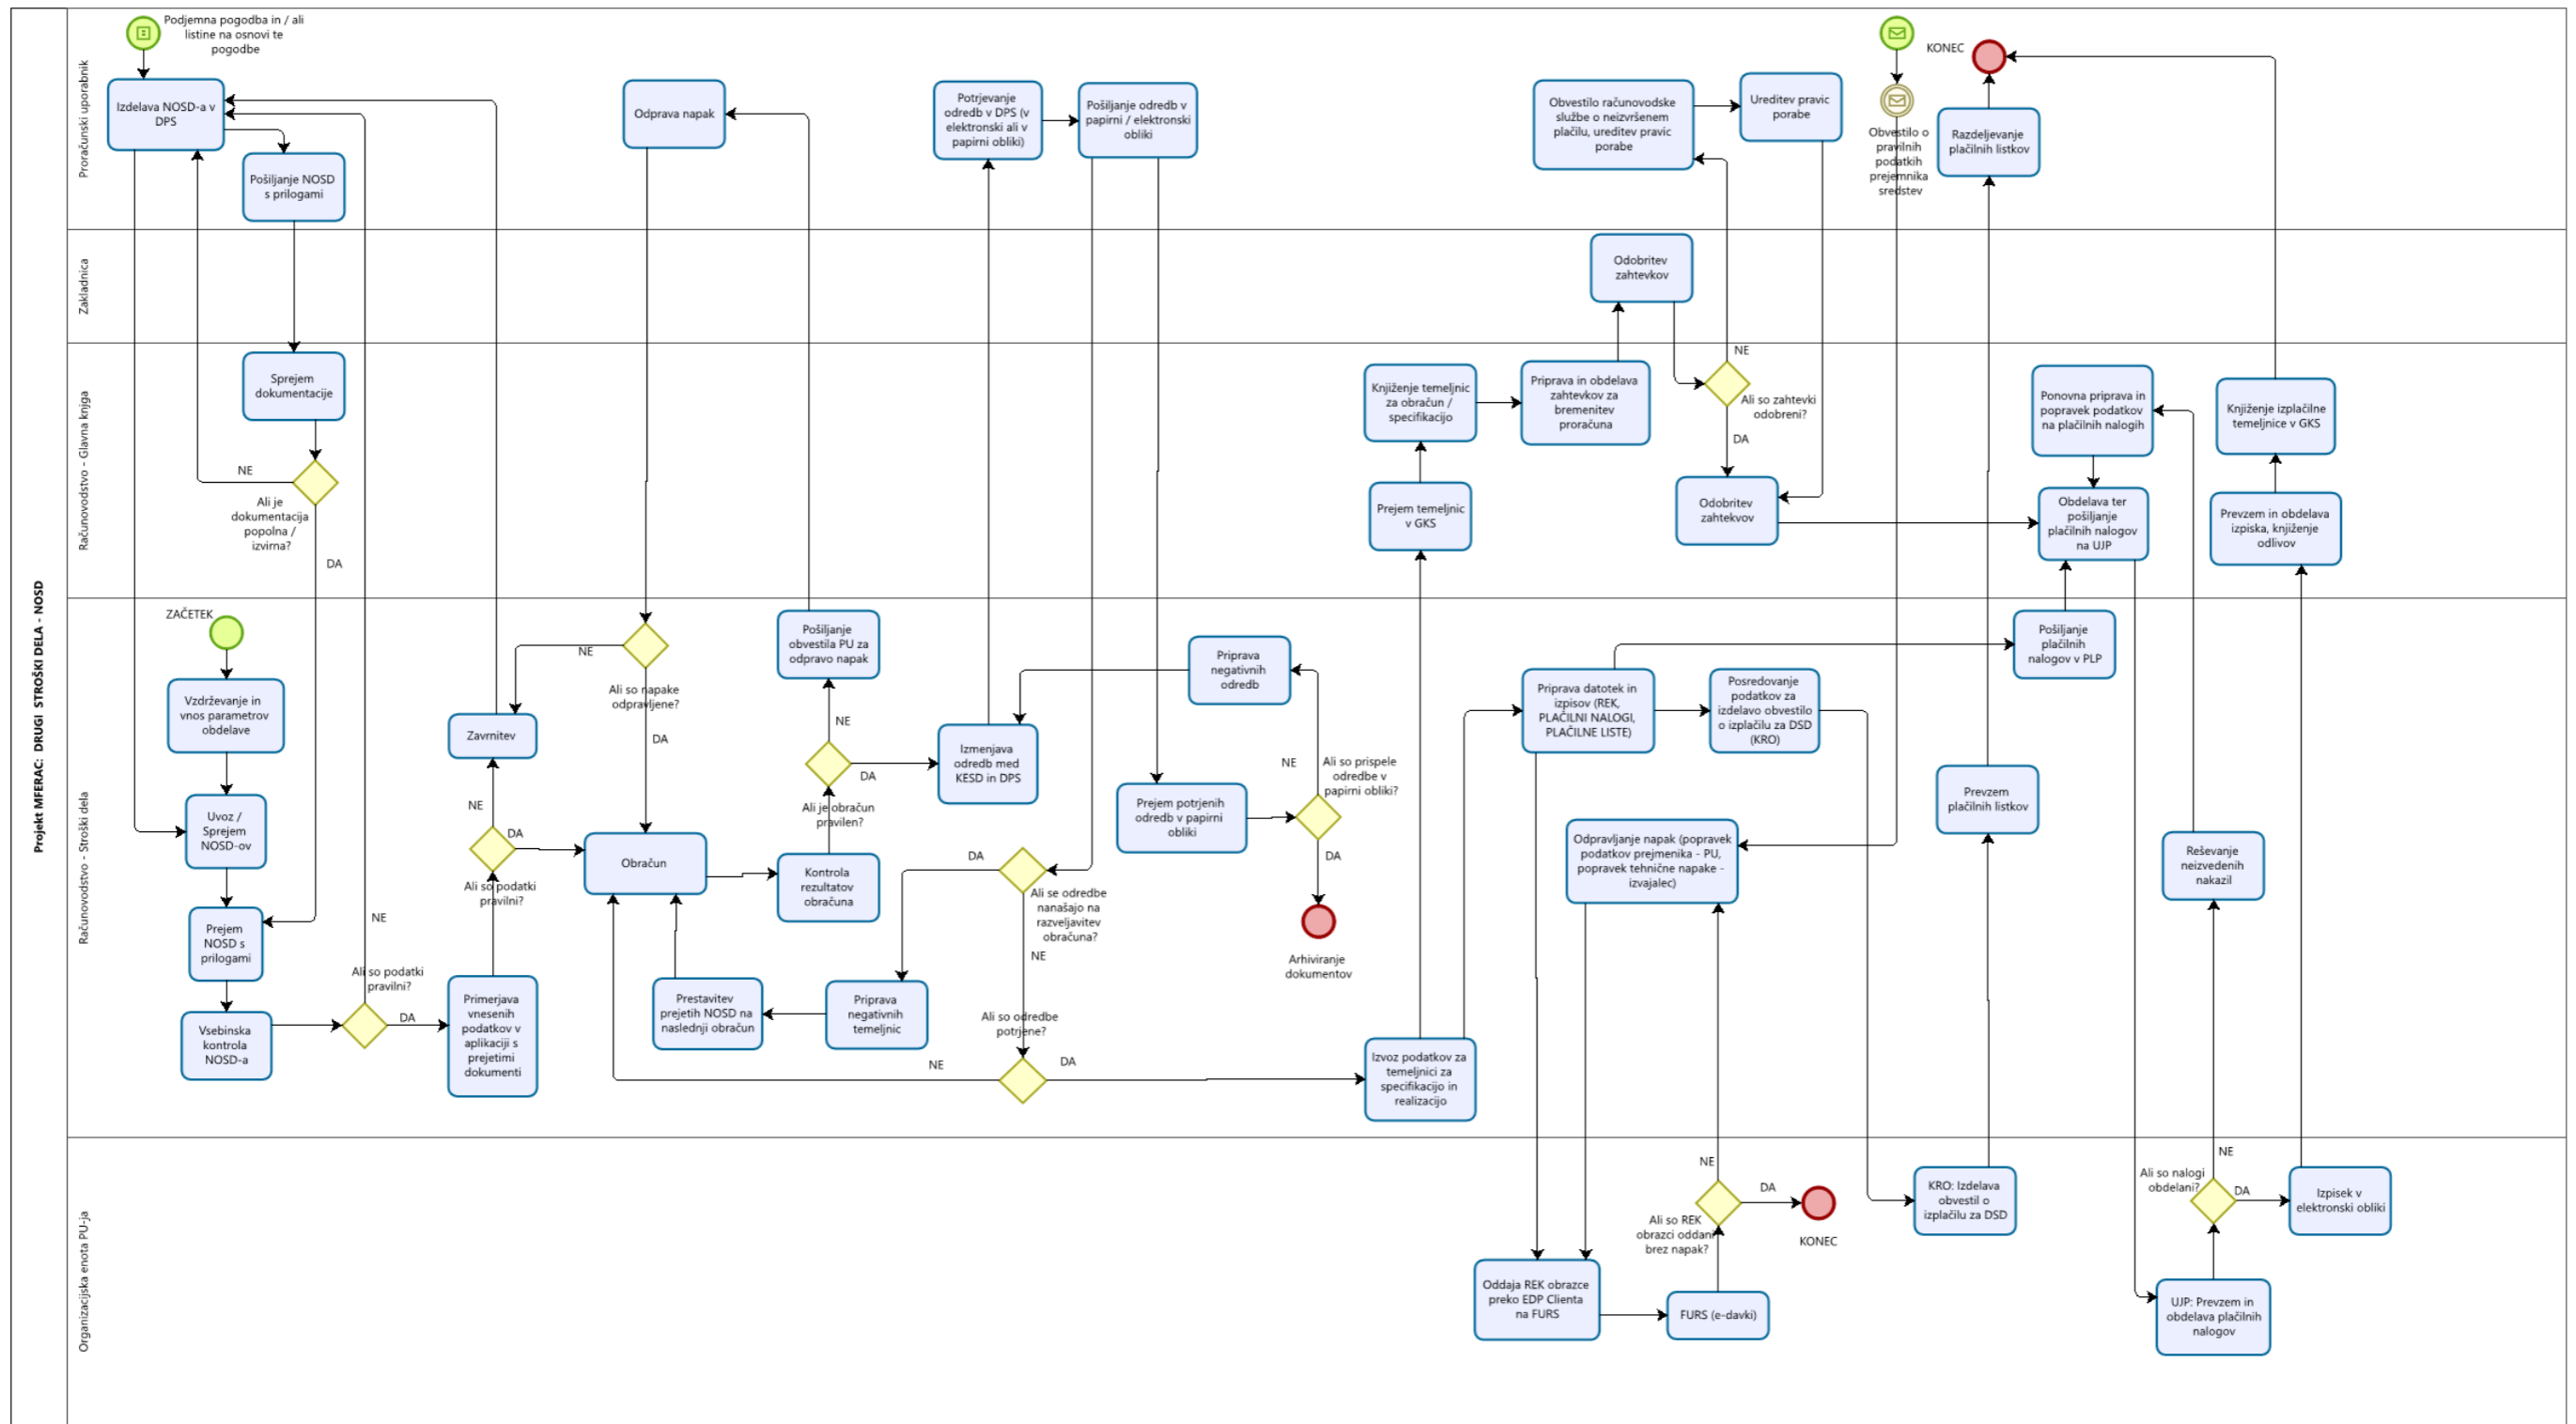 Projekt MFERAC: DRUGI STROŠKI DELA - NOSD
Proračunski uporabnik
Podjemna pogodba in / ali
listine na osnovi te
pogodbe
Izdelava NOSD-a v
DPS
Pošiljanje NOSD
s prilogami
Odprava napak
Potrjevanje
odredb v DPS (v
elektronski ali v
papirni obliki)
Pošiljanje odredb v
papirni / elektronski
obliki
Obvestilo računovodske
službe o neizvršenem
plačilu, ureditev pravic
porabe
Ureditev pravic
porabe
Obvestilo o
pravilnih
podatkih
prejemnika
sredstev
KONEC
Razdeljevanje
plačilnih listkov
Zakladnica
Odobritev
zahtevkov
Računovodstvo - Glavna knjga
Sprejem
dokumentacije
NE
Ali je
dokumentacija
popolna /
izvirna?
DA
Knjiženje temeljnic
za obračun /
specifikacijo
Prejem temeljnic
v GKS
Priprava in obdelava
zahtevkov za
bremenitev
proračuna
NE
Ali so zahtevki
odobreni?
DA
Odobritev
zahtekvov
Ponovna priprava in
popravek podatkov
na plačilnih nalogih
Obdelava ter
pošiljanje
plačilnih nalogov
na UJP
Knjiženje izplačilne
temeljnice v GKS
Prevzem in obdelava
izpiska, knjiženje
odlivov
Računovodstvo - Stroški dela
ZAČETEK
Vzdrževanje in
vnos parametrov
obdelave
Uvoz /
Sprejem
NOSD-ov
Prejem
NOSD s
prilogami
Vsebinska
kontrola
NOSD-a
NE
Ali so podatki
pravilni?
DA
Primerjava
vnesenih
podatkov v
aplikaciji s
prejetimi
dokumenti
Zavrnitev
NE
DA
Ali so podatki
pravilni?
NE
Ali so napake
odpravljene?
DA
Obračun
Pošiljanje
obvestila PU za
odpravo napak
NE
DA
Ali je obračun
pravilen?
Kontrola
rezultatov
obračuna
Prestavitev
prejetih NOSD na
naslednji obračun
Priprava
negativnih
temeljnic
Izmenjava
odredb med
KESD in DPS
DA
Ali se odredbe
nanašajo na
razveljavitev
obračuna?
NE
Ali so odredbe
potrjene?
NE
DA
Priprava
negativnih
odredb
Prejem potrjenih
odredb v papirni
obliki
NE
Ali so prispele
odredbe v
papirni obliki?
DA
Arhiviranje
dokumentov
Izvoz podatkov za
temeljnici za
specifikacijo in
realizacijo
Priprava datotek in
izpisov (REK,
PLAČILNI NALOGI,
PLAČILNE LISTE)
Posredovanje
podatkov za
izdelavo obvestilo
o izplačilu za DSD
(KRO)
Odpravljanje napak (popravek
podatkov prejmenika - PU,
popravek tehnične napake -
izvajalec)
Pošiljanje
plačilnih
nalogov v PLP
Prevzem
plačilnih listkov
Reševanje
neizvedenih
nakazil
Organizacijska enota PU-ja
Oddaja REK obrazce
preko EDP Clienta
na FURS
FURS (e-davki)
NE
Ali so REK
obrazci oddani
brez napak?
DA
KONEC
KRO: Izdelava
obvestil o
izplačilu za DSD
NE
Ali so nalogi
obdelani?
DA
Izpisek v
elektronski obliki
UJP: Prevzem in
obdelava plačilnih
nalogov